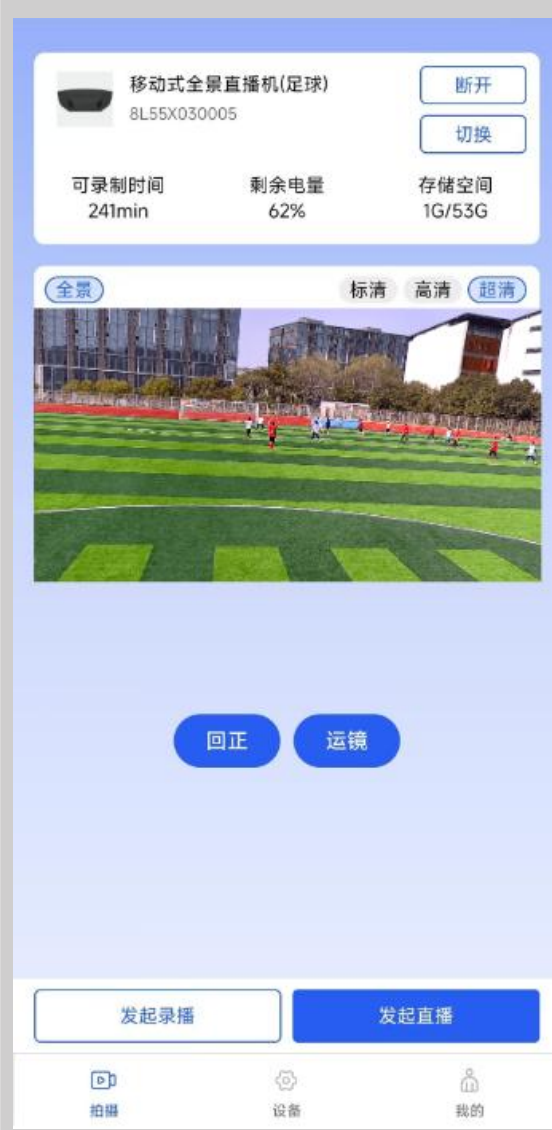 移动式全景直播机(足球)
8L55X030005
断开
切换
可录制时间 剩余电量 存储空间
241min 62% 1G/53G
全景 标清 高清 超清
回正 运镜
发起录播 发起直播
拍摄 设备 我的